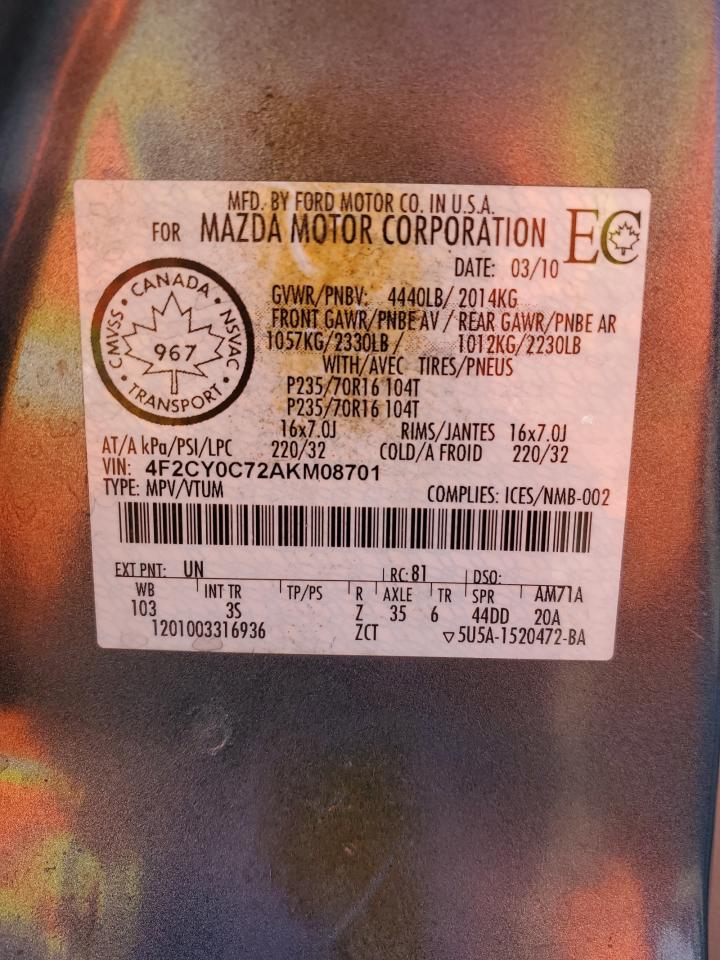 MFD. BY FORD MOTOR CO. IN U.S.A.
FOR MAZDA MOTOR CORPORATION EC
DATE: 03/10
CANADA
CMVSS · NSVAC
967
TRANSPORT
GVWR/PNBV: 4440LB/ 2014KG
FRONT GAWR/PNBE AV / REAR GAWR/PNBE AR
1057KG/2330LB / 1012KG/2230LB
WITH/AVEC TIRES/PNEUS
P235/70R16 104T
P235/70R16 104T
16x7.0J RIMS/JANTES 16x7.0J
AT/A kPa/PSI/LPC 220/32 COLD/A FROID 220/32
VIN: 4F2CY0C72AKM08701
TYPE: MPV/VTUM COMPLIES: ICES/NMB-002
EXT PNT: UN RC: 81 DSO:
WB INT TR TP/PS R AXLE TR SPR AM71A
103 3S Z 35 6 44DD 20A
1201003316936 ZCT ▽5U5A-1520472-BA